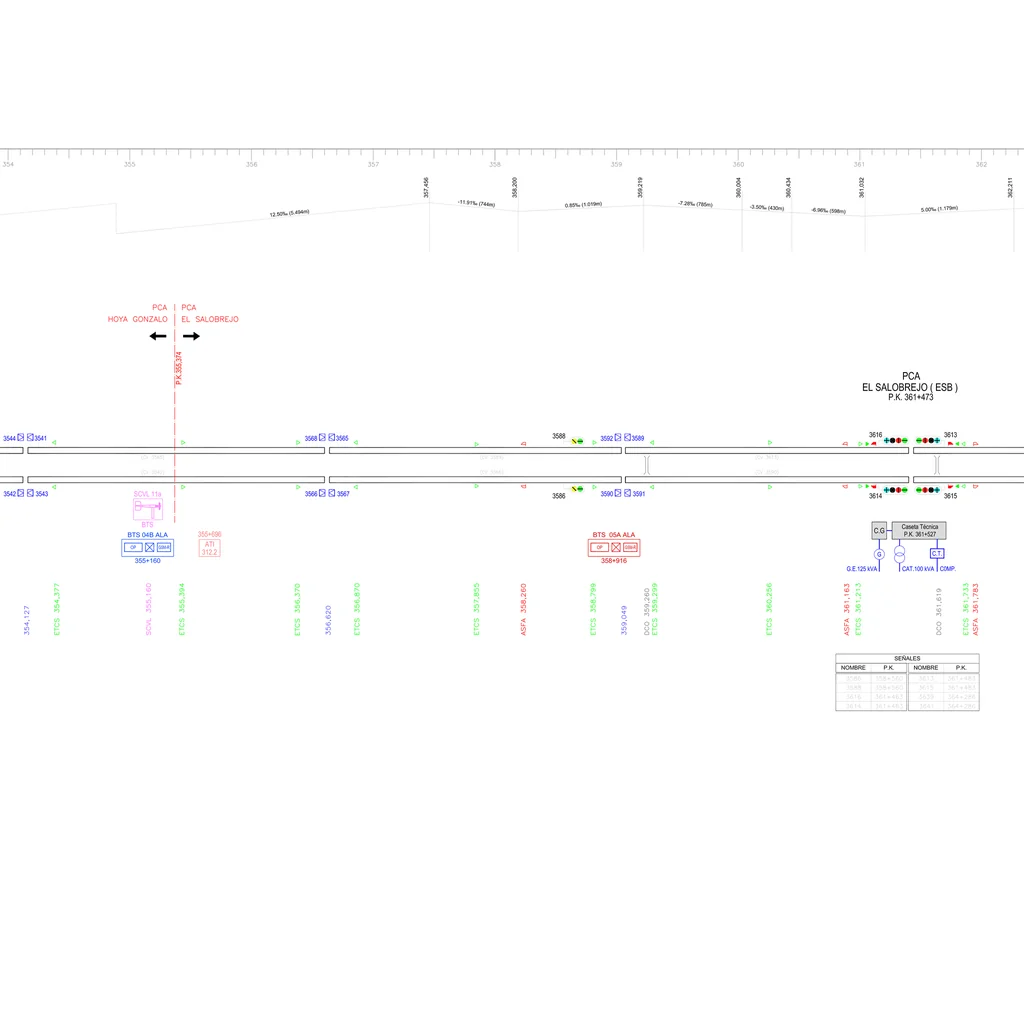 354 355 356 357 358 359 360 361 362
357,456 358,200 359,219 360,004 360,434 361,032 362,211
12.50‰ (5.494m) -11.91‰ (744m) 0.85‰ (1.019m) -7.28‰ (785m) -3.50‰ (430m) -6.96‰ (598m) 5.00‰ (1.179m)
PCA PCA
HOYA GONZALO EL SALOBREJO
P.K.355,374
PCA
EL SALOBREJO ( ESB )
P.K. 361+473
3544 3541 3568 3565 3588 3592 3589 3616 3613
3542 3543 3566 3567 3586 3590 3591 3614 3615
SCVL 11a
BTS
BTS 04B ALA
OP GSM-R
355+160
355+696
ATI
312.2
BTS 05A ALA
OP GSM-R
358+916
C.G
Caseta Técnica
P.K. 361+527
G
C.T.
G.E.125 kVA CAT.100 kVA COMP.
354,127
ETCS 354,377
SCVL 355,160
ETCS 355,394
ETCS 356,370
356,620
ETCS 356,870
ETCS 357,855
ASFA 358,260
ETCS 358,799
359,049
DCO 359,260
ETCS 359,299
ETCS 360,256
ASFA 361,163
ETCS 361,213
DCO 361,619
ETCS 361,733
ASFA 361,783
SEÑALES
NOMBRE P.K. NOMBRE P.K.